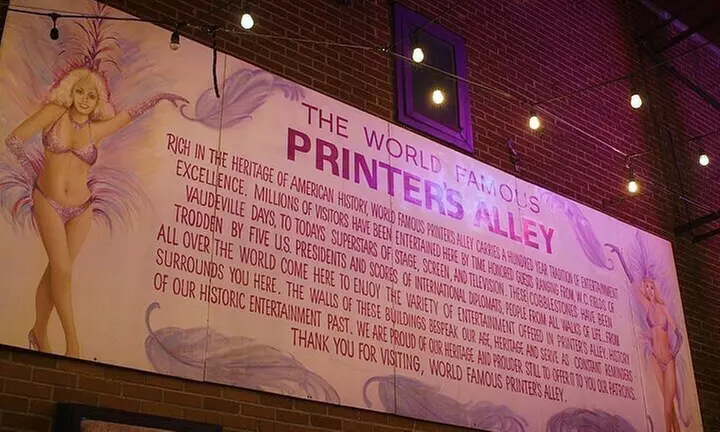 THE WORLD FAMOUS
PRINTER'S ALLEY
RICH IN THE HERITAGE OF AMERICAN HISTORY, WORLD FAMOUS PRINTER'S ALLEY CARRIES A HUNDRED YEAR TRADITION OF ENTERTAINMENT
EXCELLENCE. MILLIONS OF VISITORS HAVE BEEN ENTERTAINED HERE BY TIME HONORED GUESTS RANGING FROM, W.C. FIELDS OF
VAUDEVILLE DAYS, TO TODAYS SUPERSTARS OF STAGE, SCREEN, AND TELEVISION. THESE COBBLESTONES HAVE BEEN
TRODDEN BY FIVE U.S. PRESIDENTS AND SCORES OF INTERNATIONAL DIPLOMATS, PEOPLE FROM ALL WALKS OF LIFE...FROM
ALL OVER THE WORLD COME HERE TO ENJOY THE VARIETY OF ENTERTAINMENT OFFERED IN PRINTER'S ALLEY. HISTORY
SURROUNDS YOU HERE. THE WALLS OF THESE BUILDINGS BESPEAK OUR AGE, HERITAGE AND SERVE AS CONSTANT REMINDERS
OF OUR HISTORIC ENTERTAINMENT PAST. WE ARE PROUD OF OUR HERITAGE AND PROUDER STILL TO OFFER IT TO YOU OUR PATRONS.
THANK YOU FOR VISITING, WORLD FAMOUS PRINTER'S ALLEY.